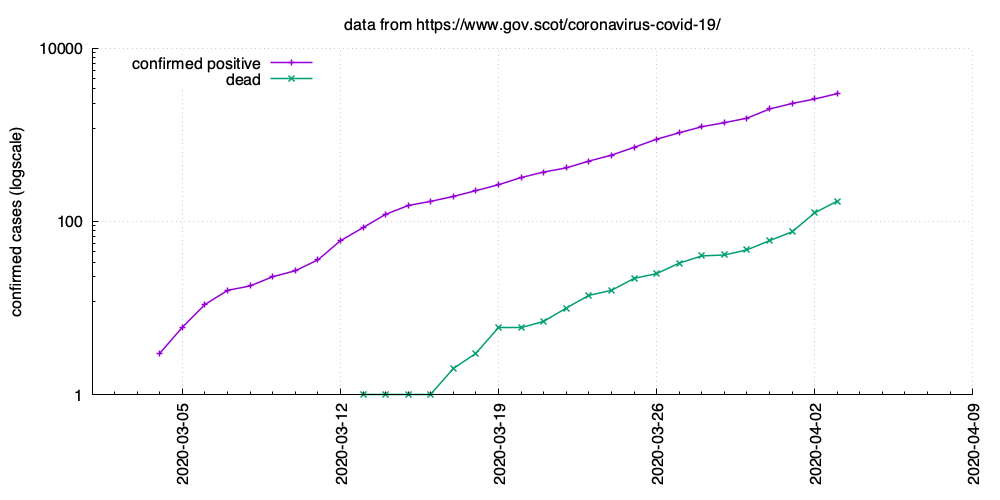 data from https://www.gov.scot/coronavirus-covid-19/
10000
confirmed positive
dead
confirmed cases (logscale)
100
1
2020-03-05
2020-03-12
2020-03-19
2020-03-26
2020-04-02
2020-04-09